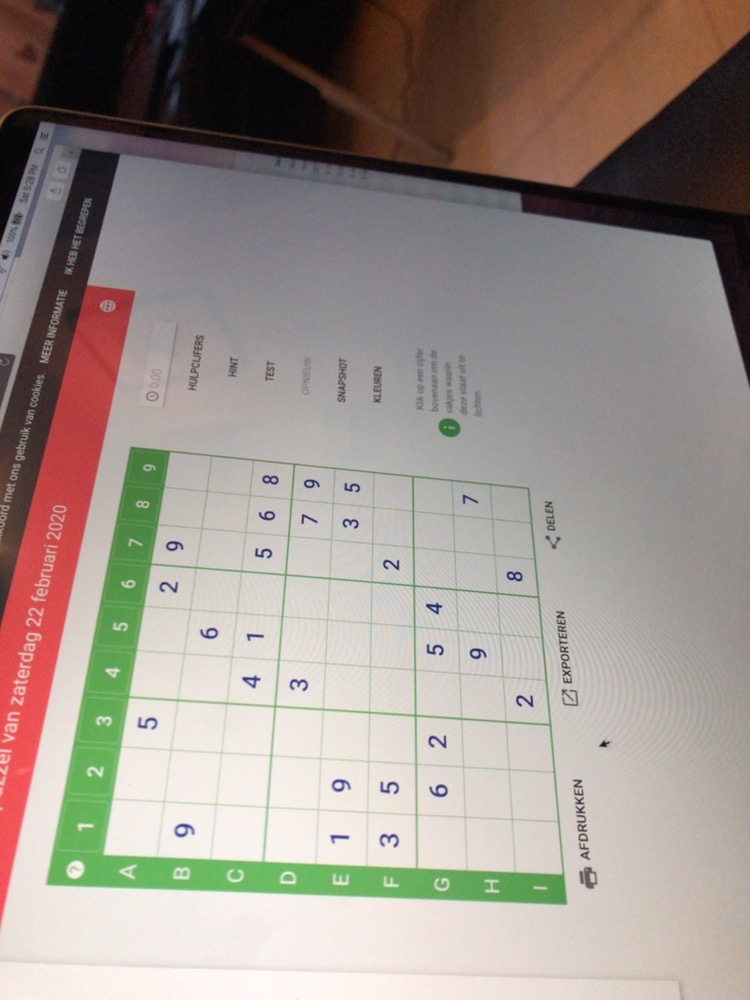 100% Sat 5:26 PM
met ons gebruik van cookies. MEER INFORMATIE IK HEB HET BEGREPEN
van zaterdag 22 februari 2020
? 1 2 3 4 5 6 7 8 9
A 5 2 9
B 9 6
C 4 1 5 6 8
D 3 7 9
E 1 9 3 5
F 3 5 2
G 6 2 5 4
H 9 7
I 2 8
0:00
HULPCIJFERS
HINT
TEST
OPNIEUW
SNAPSHOT
KLEUREN
i
Klik op een cijfer
bovenaan om de
vakjes waarin
deze staat uit te
lichten.
AFDRUKKEN EXPORTEREN DELEN